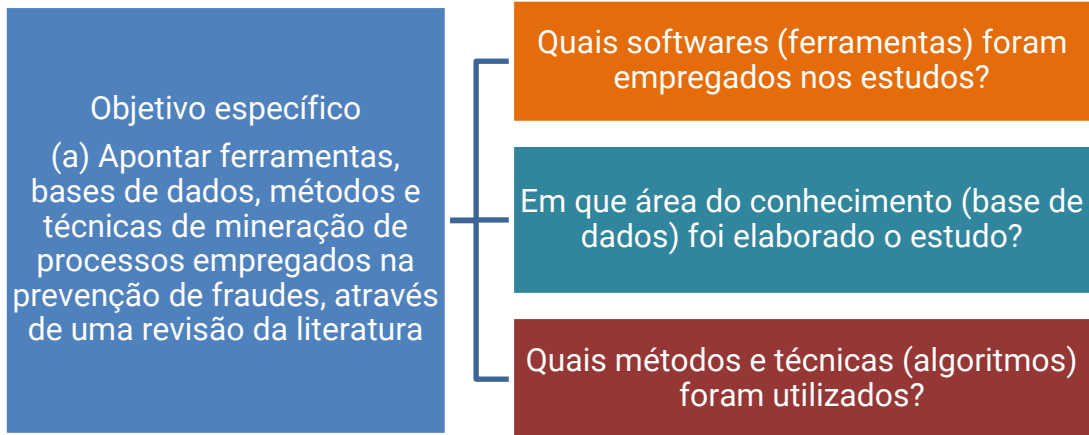 Objetivo específico
(a) Apontar ferramentas,
bases de dados, métodos e
técnicas de mineração de
processos empregados na
prevenção de fraudes, através
de uma revisão da literatura
Quais softwares (ferramentas) foram
empregados nos estudos?
Em que área do conhecimento (base de
dados) foi elaborado o estudo?
Quais métodos e técnicas (algoritmos)
foram utilizados?